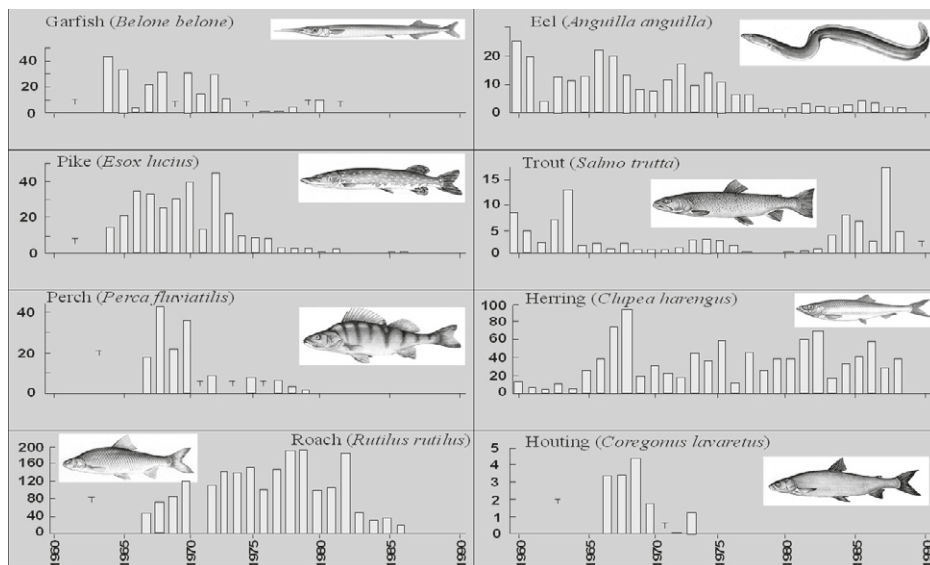 Garfish (Belone belone)
40
20
0
T
T
T
T
T
Eel (Anguilla anguilla)
20
10
0
Pike (Esox lucius)
40
20
0
T
Trout (Salmo trutta)
15
10
5
0
T
Perch (Perca fluviatilis)
40
20
0
T
T
T
T
Herring (Clupea harengus)
100
80
60
40
20
0
Roach (Rutilus rutilus)
200
160
120
80
40
0
T
1960
1965
1970
1975
1980
1985
1990
Houting (Coregonus lavaretus)
5
4
3
2
1
0
T
T
1960
1965
1970
1975
1980
1985
1990